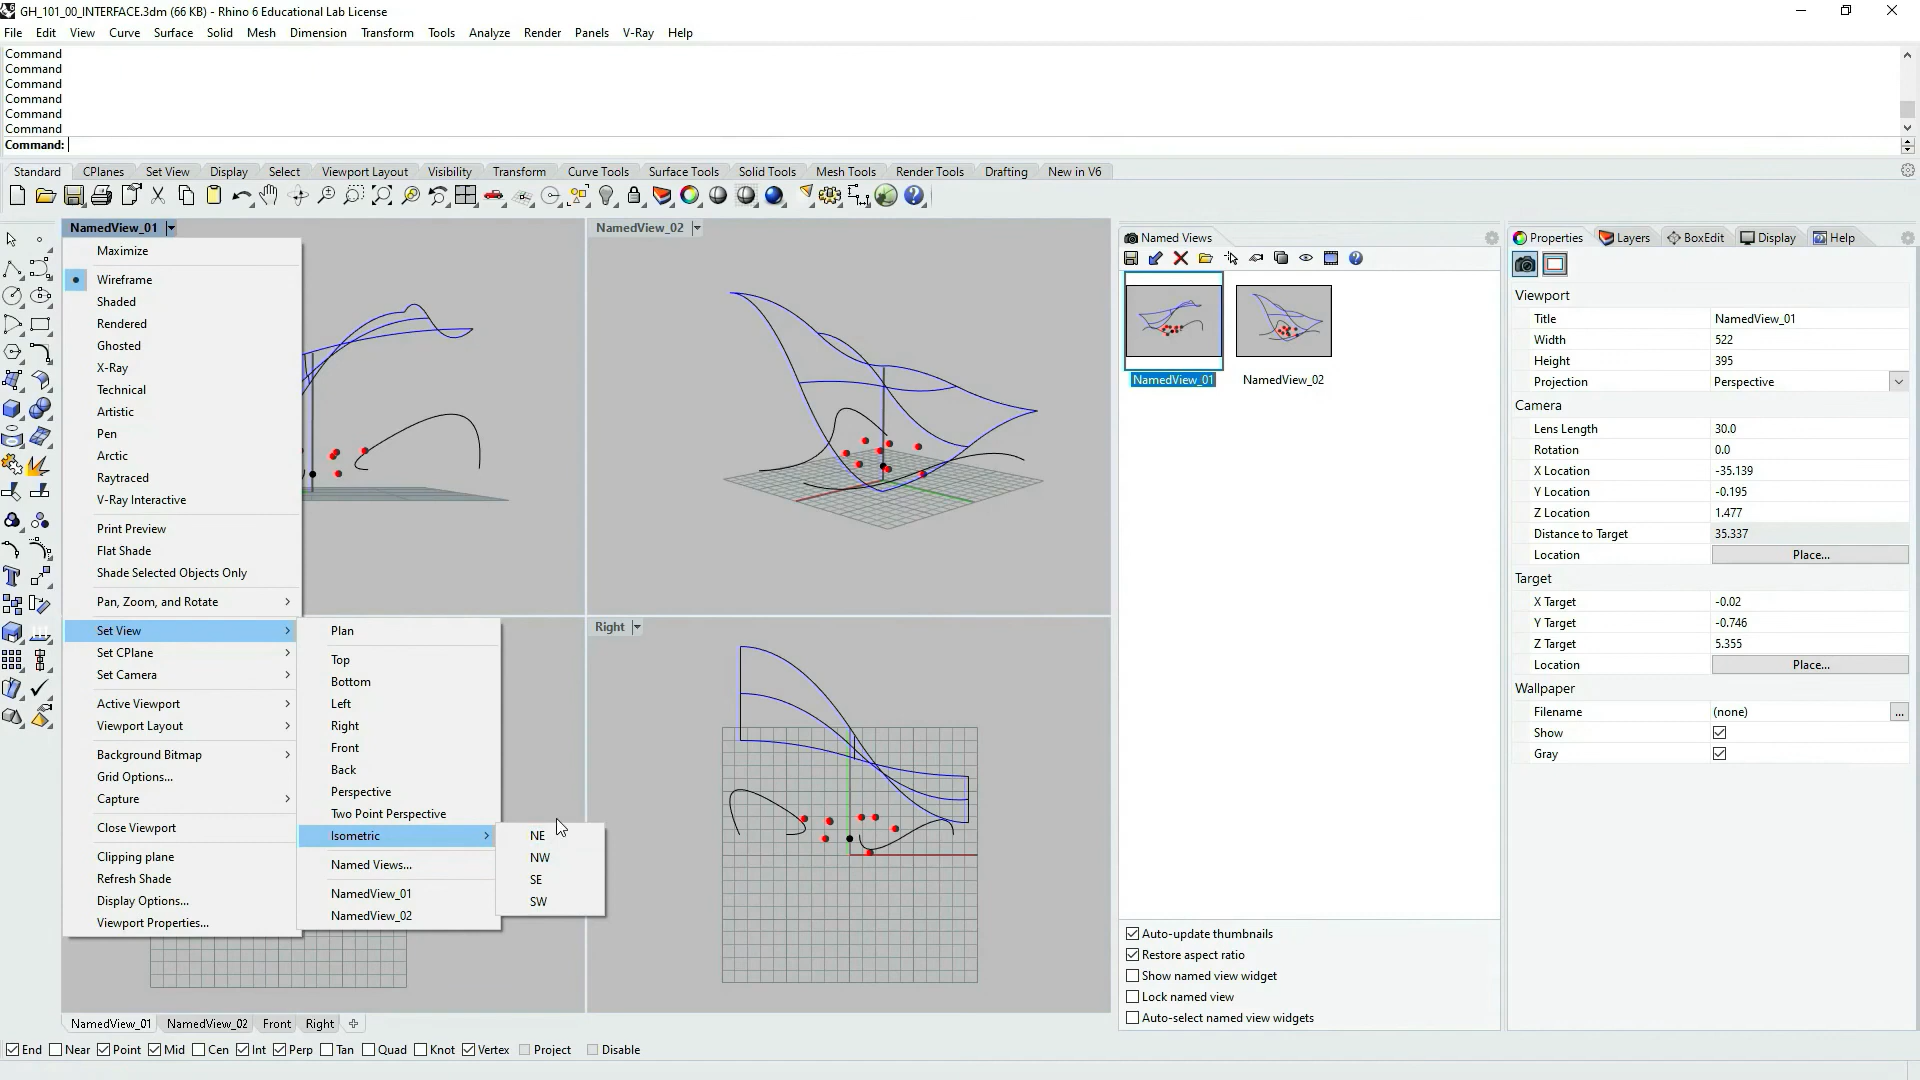 GH_101_00_INTERFACE.3dm (66 KB) - Rhino 6 Educational Lab License
File Edit View Curve Surface Solid Mesh Dimension Transform Tools Analyze Render Panels V-Ray Help
Command
Command
Command
Command
Command
Command
Command:
Standard CPlanes Set View Display Select Viewport Layout Visibility Transform Curve Tools Surface Tools Solid Tools Mesh Tools Render Tools Drafting New in V6
NamedView_01
Maximize
Wireframe
Shaded
Rendered
Ghosted
X-Ray
Technical
Artistic
Pen
Arctic
Raytraced
V-Ray Interactive
Print Preview
Flat Shade
Shade Selected Objects Only
Pan, Zoom, and Rotate
Set View
Set CPlane
Set Camera
Active Viewport
Viewport Layout
Background Bitmap
Grid Options...
Capture
Close Viewport
Clipping plane
Refresh Shade
Display Options...
Viewport Properties...
Plan
Top
Bottom
Left
Right
Front
Back
Perspective
Two Point Perspective
Isometric
Named Views...
NamedView_01
NamedView_02
NE
NW
SE
SW
NamedView_02
Right
Named Views
NamedView_01 NamedView_02
Auto-update thumbnails
Restore aspect ratio
Show named view widget
Lock named view
Auto-select named view widgets
Properties Layers BoxEdit Display Help
Viewport
Title NamedView_01
Width 522
Height 395
Projection Perspective
Camera
Lens Length 30.0
Rotation 0.0
X Location -35.139
Y Location -0.195
Z Location 1.477
Distance to Target 35.337
Location Place...
Target
X Target -0.02
Y Target -0.746
Z Target 5.355
Location Place...
Wallpaper
Filename (none) ...
Show
Gray
NamedView_01 NamedView_02 Front Right
End Near Point Mid Cen Int Perp Tan Quad Knot Vertex Project Disable